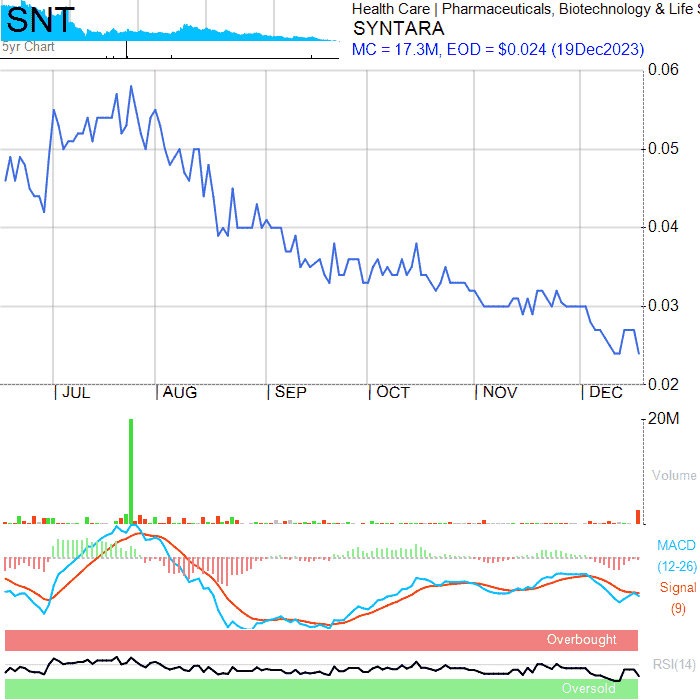 SNT
5yr Chart
Health Care | Pharmaceuticals, Biotechnology & Life S
SYNTARA
MC = 17.3M, EOD = $0.024 (19Dec2023)
0.06
0.05
0.04
0.03
0.02
JUL AUG SEP OCT NOV DEC
20M
Volume
MACD
(12-26)
Signal
(9)
Overbought
RSI(14)
Oversold